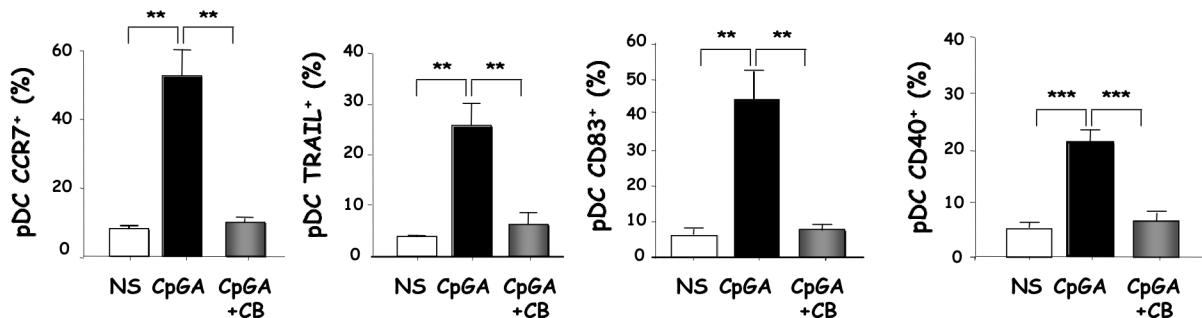 ** **
pDC CCR7⁺ (%)
60
40
20
0
NS CpGA CpGA
+CB
** **
pDC TRAIL⁺ (%)
40
30
20
10
0
NS CpGA CpGA
+CB
** **
pDC CD83⁺ (%)
60
50
40
30
20
10
0
NS CpGA CpGA
+CB
*** ***
pDC CD40⁺ (%)
40
30
20
10
0
NS CpGA CpGA
+CB